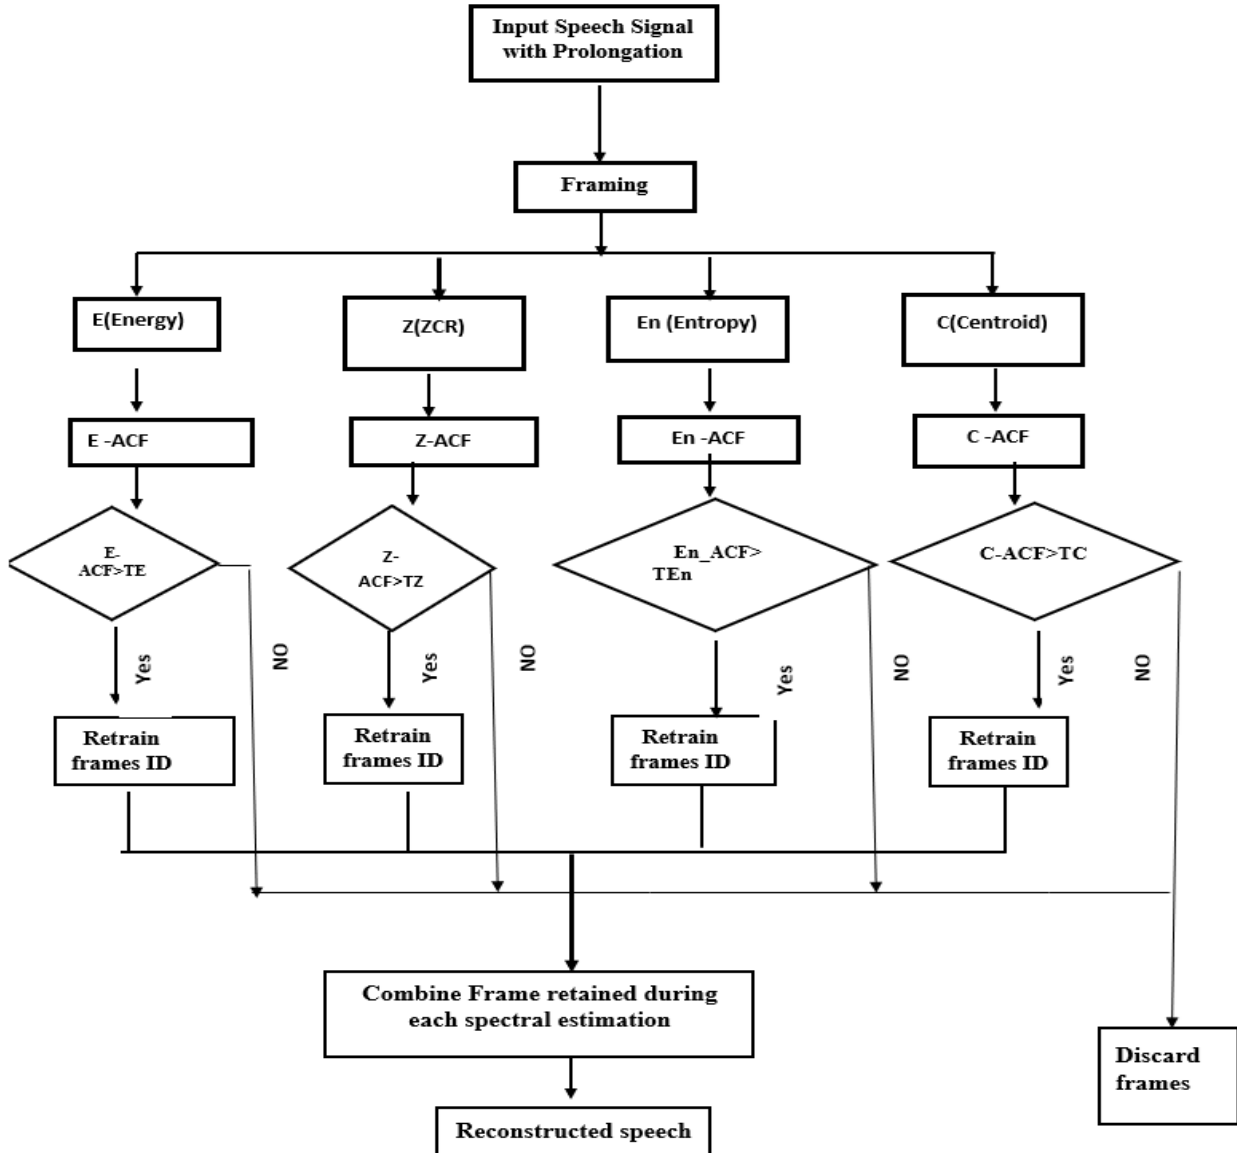 Input Speech Signal
with Prolongation
Framing
E(Energy)
Z(ZCR)
En (Entropy)
C(Centroid)
E -ACF
Z-ACF
En -ACF
C -ACF
E-
ACF>TE
Z-
ACF>TZ
En_ACF>
TEn
C-ACF>TC
Yes
NO
Yes
NO
Yes
NO
Yes
NO
Retrain
frames ID
Retrain
frames ID
Retrain
frames ID
Retrain
frames ID
Combine Frame retained during
each spectral estimation
Discard
frames
Reconstructed speech